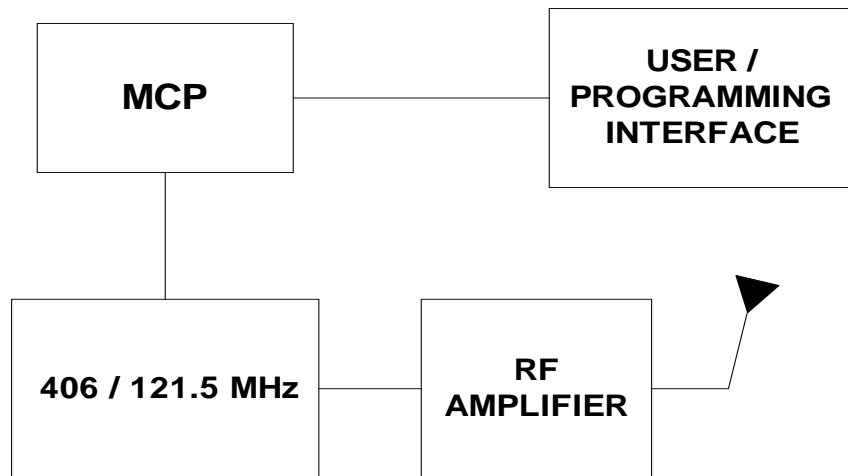 MCP
USER /
PROGRAMMING
INTERFACE
406 / 121.5 MHz
RF
AMPLIFIER